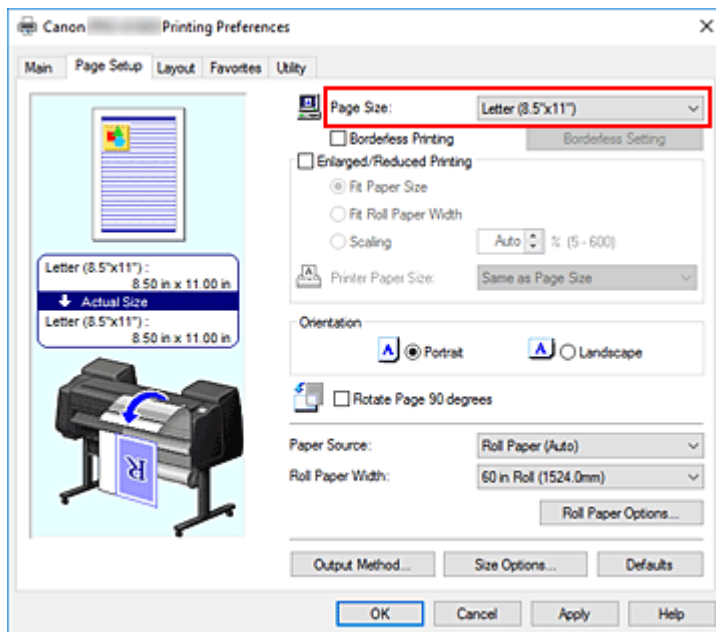 Canon Printing Preferences
Main Page Setup Layout Favorites Utility
Page Size: Letter (8.5"x11")
Borderless Printing Borderless Setting
Enlarged/Reduced Printing
Fit Paper Size
Fit Roll Paper Width
Scaling Auto % (5 - 600)
Printer Paper Size: Same as Page Size
Letter (8.5"x11") :
8.50 in x 11.00 in
Actual Size
Letter (8.5"x11") :
8.50 in x 11.00 in
Orientation
A Portrait A Landscape
Rotate Page 90 degrees
Paper Source: Roll Paper (Auto)
Roll Paper Width: 60 in Roll (1524.0mm)
Roll Paper Options...
R
Output Method... Size Options... Defaults
OK Cancel Apply Help